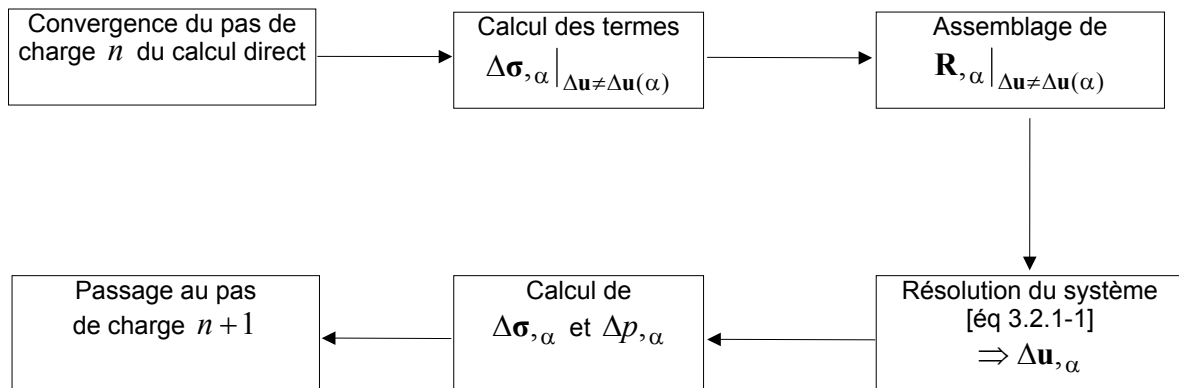 Convergence du pas de
charge n du calcul direct
Calcul des termes
Δσ,α|Δu≠Δu(α)
Assemblage de
R,α|Δu≠Δu(α)
Résolution du système
[éq 3.2.1-1]
⇒ Δu,α
Calcul de
Δσ,α et Δp,α
Passage au pas
de charge n+1